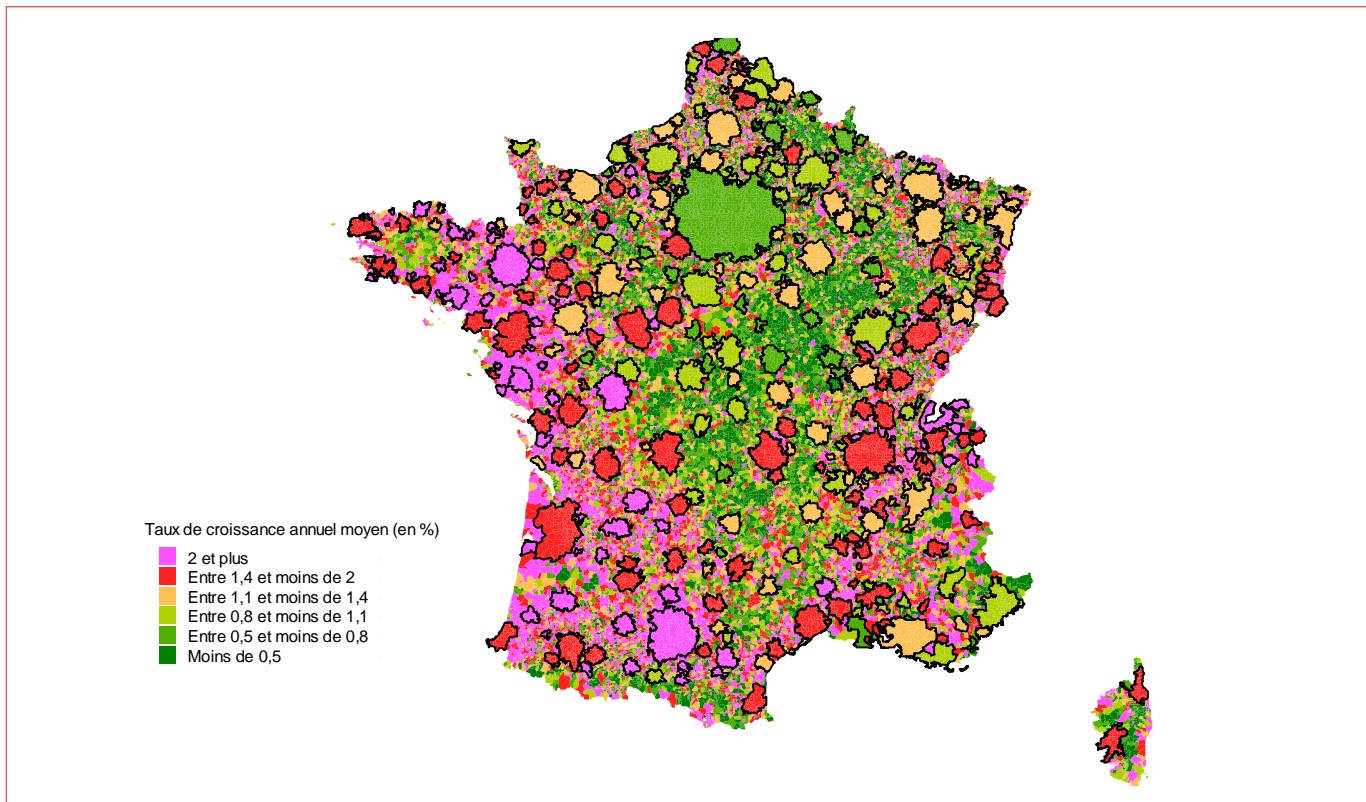 Taux de croissance annuel moyen (en %)
2 et plus
Entre 1,4 et moins de 2
Entre 1,1 et moins de 1,4
Entre 0,8 et moins de 1,1
Entre 0,5 et moins de 0,8
Moins de 0,5